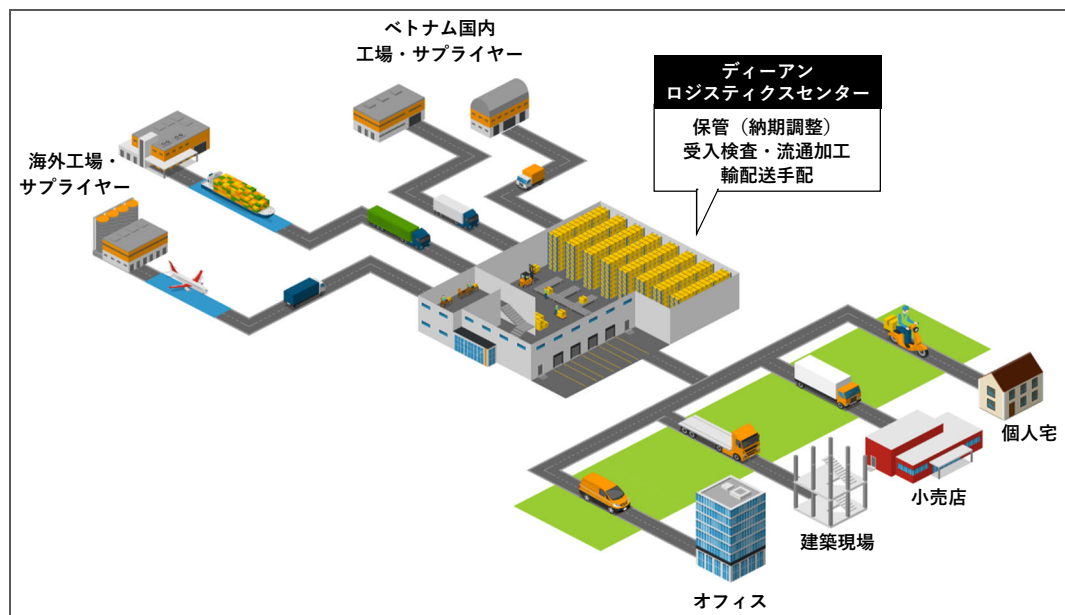 ベトナム国内
工場・サプライヤー
ディーアン
ロジスティクスセンター
保管（納期調整）
受入検査・流通加工
輸配送手配
海外工場・
サプライヤー
個人宅
小売店
建築現場
オフィス